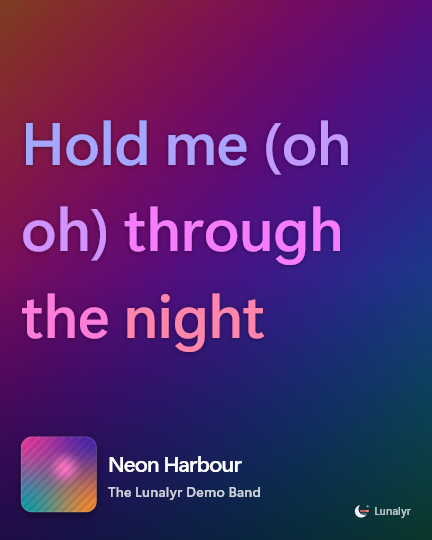 Hold me (oh
oh) through
the night
Neon Harbour
The Lunalyr Demo Band
Lunalyr